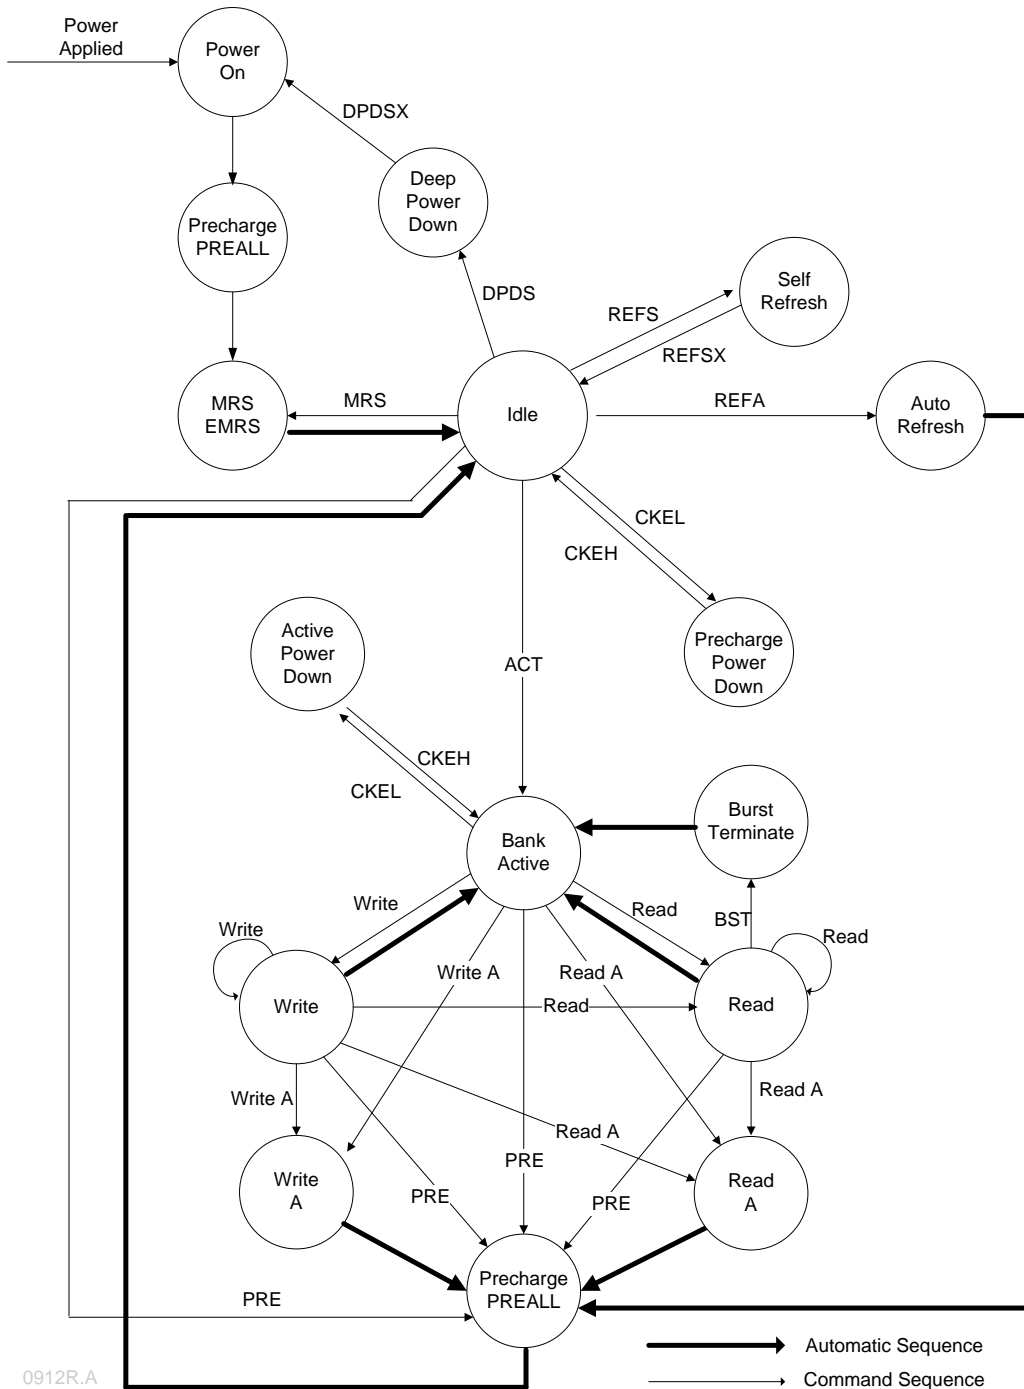 Power
Applied
Power
On
DPDSX
Deep
Power
Down
Precharge
PREALL
DPDS
Self
Refresh
REFS
REFSX
MRS
EMRS
MRS
Idle
REFA
Auto
Refresh
CKEL
CKEH
Active
Power
Down
ACT
Precharge
Power
Down
CKEH
CKEL
Burst
Terminate
Bank
Active
Write
Read
BST
Write
Read
Write A
Read A
Write
Read
Read
Write A
Read A
Read A
Write
A
PRE
PRE
PRE
Read
A
Precharge
PREALL
PRE
Automatic Sequence
Command Sequence
0912R.A